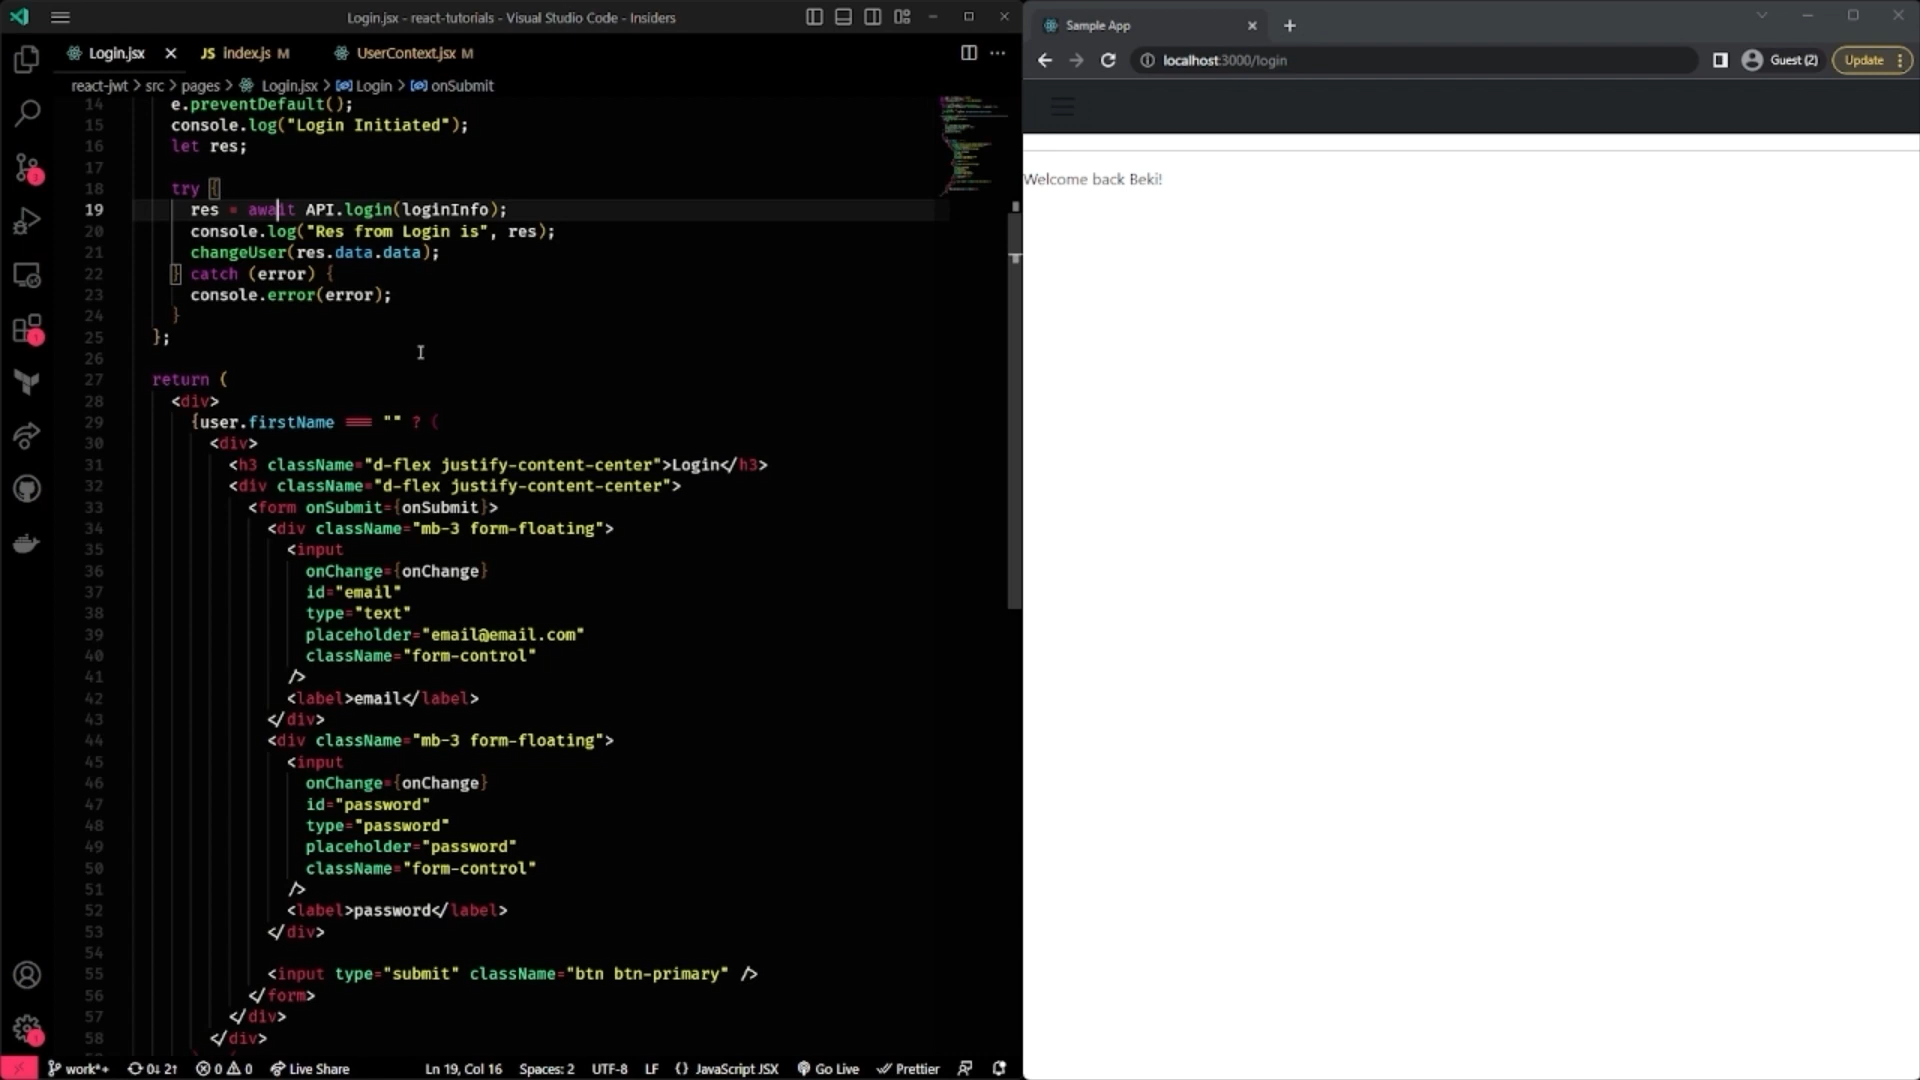 Login.jsx - react-tutorials - Visual Studio Code - Insiders
Login.jsx
JS index.js M
UserContext.jsx M
react-jwt > src > pages > Login.jsx > Login > onSubmit
14 e.preventDefault();
15 console.log("Login Initiated");
16 let res;
17
18 try {
19 res = await API.login(loginInfo);
20 console.log("Res from Login is", res);
21 changeUser(res.data.data);
22 } catch (error) {
23 console.error(error);
24 }
25 };
26
27 return (
28 <div>
29 {user.firstName === "" ? (
30 <div>
31 <h3 className="d-flex justify-content-center">Login</h3>
32 <div className="d-flex justify-content-center">
33 <form onSubmit={onSubmit}>
34 <div className="mb-3 form-floating">
35 <input
36 onChange={onChange}
37 id="email"
38 type="text"
39 placeholder="email@email.com"
40 className="form-control"
41 />
42 <label>email</label>
43 </div>
44 <div className="mb-3 form-floating">
45 <input
46 onChange={onChange}
47 id="password"
48 type="password"
49 placeholder="password"
50 className="form-control"
51 />
52 <label>password</label>
53 </div>
54
55 <input type="submit" className="btn btn-primary" />
56 </form>
57 </div>
58 </div>
work*+ 0↓ 2↑ 0 0 Live Share Ln 19, Col 16 Spaces: 2 UTF-8 LF {} JavaScript JSX Go Live Prettier
Sample App
localhost:3000/login
Guest (2)
Update
Welcome back Beki!